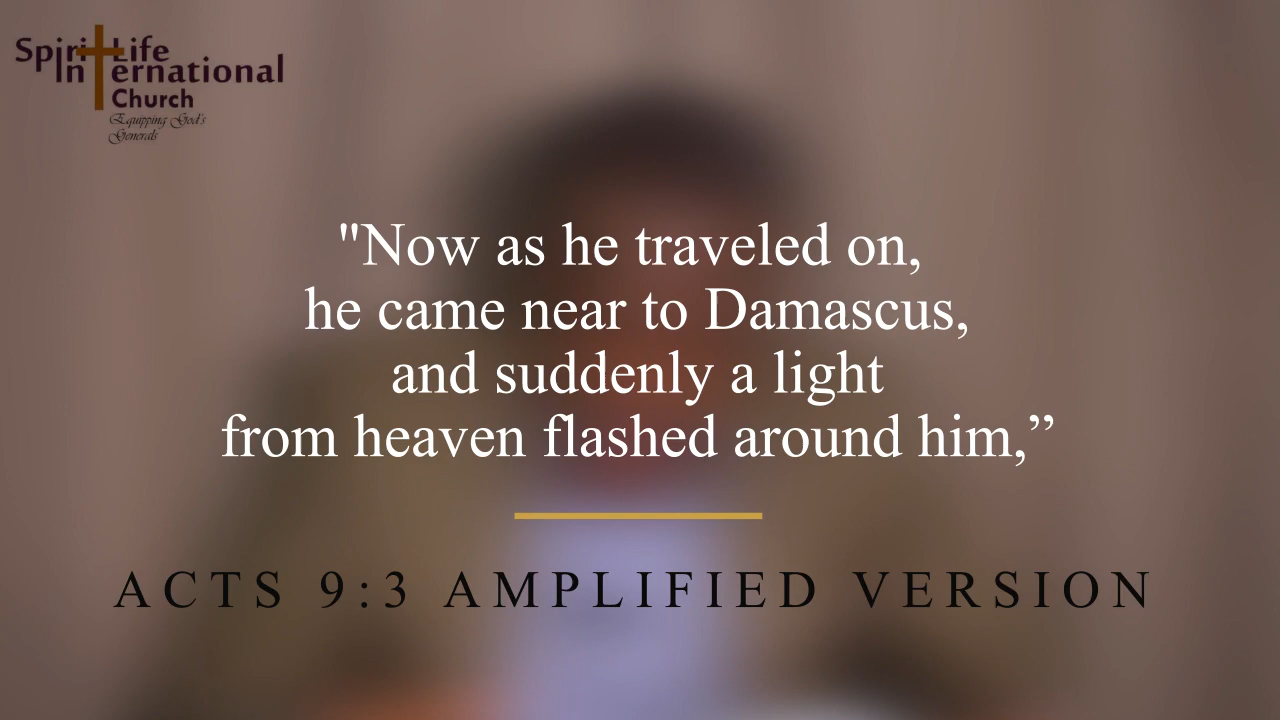 Spirit Life
International
Church
Equipping God's
Generals
"Now as he traveled on,
he came near to Damascus,
and suddenly a light
from heaven flashed around him,”
ACTS 9:3 AMPLIFIED VERSION